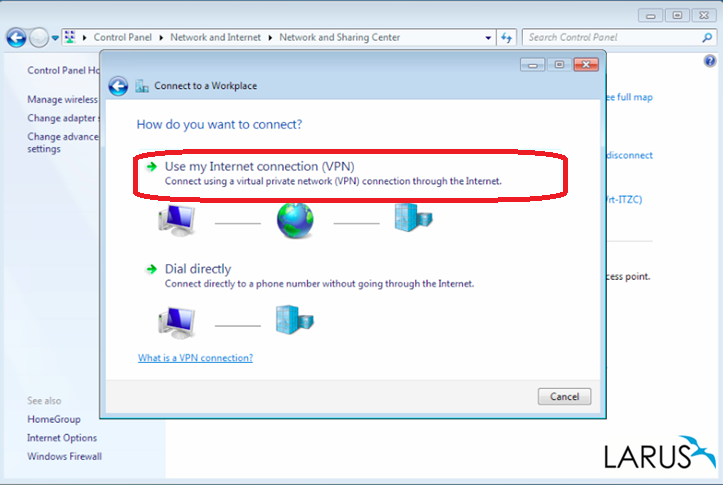 Control Panel Network and Internet Network and Sharing Center
Search Control Panel
Control Panel Ho
Manage wireless
Change adapter s
Change advance
settings
See also
HomeGroup
Internet Options
Windows Firewall
Connect to a Workplace
How do you want to connect?
Use my Internet connection (VPN)
Connect using a virtual private network (VPN) connection through the Internet.
Dial directly
Connect directly to a phone number without going through the Internet.
What is a VPN connection?
Cancel
ee full map
disconnect
rt-ITZC)
cess point.
LARUS